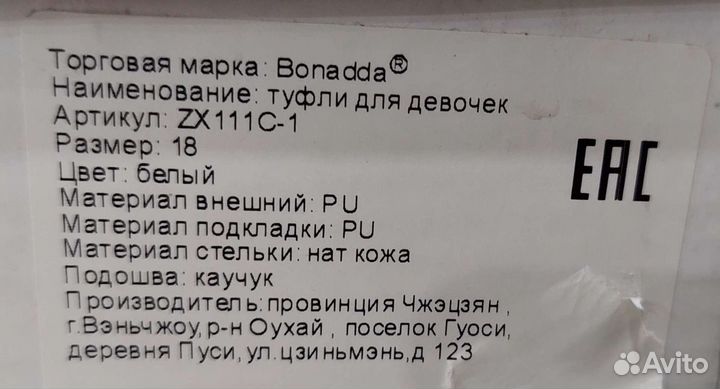 Торговая марка: Bonadda®
Наименование: туфли для девочек
Артикул: ZX111C-1
Размер: 18
Цвет: белый
EAC
Материал внешний: PU
Материал подкладки: PU
Материал стельки: нат кожа
Подошва: каучук
Производитель:провинция Чжэцзян ,
г.Вэньчжоу,р-н Оухай , поселок Гуоси,
деревня Пуси,ул.цзиньмэнь,д 123
Avito